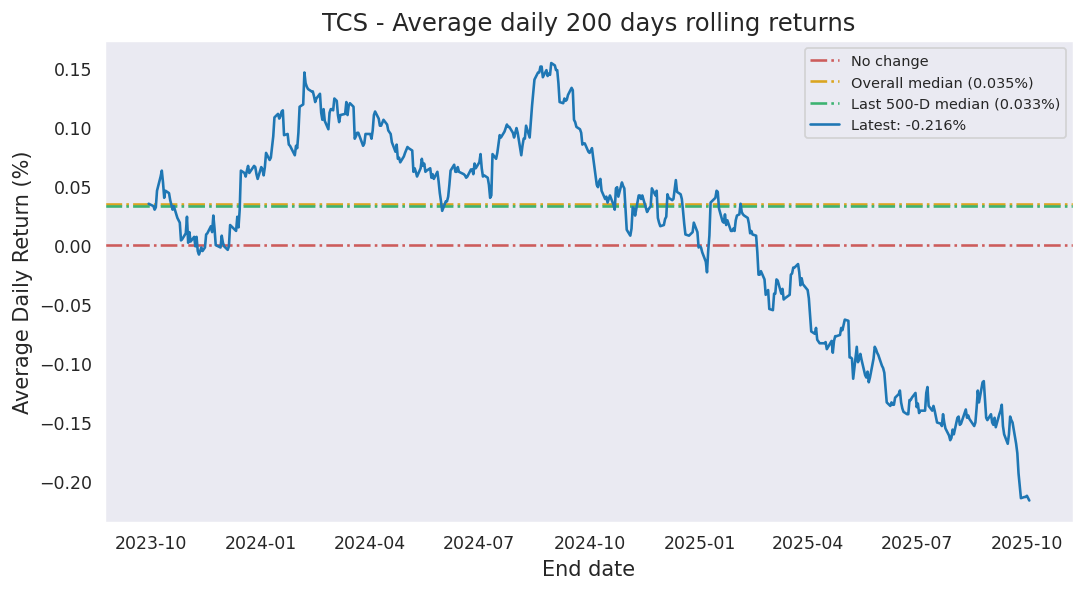 TCS - Average daily 200 days rolling returns
No change
Overall median (0.035%)
Last 500-D median (0.033%)
Latest: -0.216%
Average Daily Return (%)
0.15
0.10
0.05
0.00
−0.05
−0.10
−0.15
−0.20
2023-10 2024-01 2024-04 2024-07 2024-10 2025-01 2025-04 2025-07 2025-10
End date